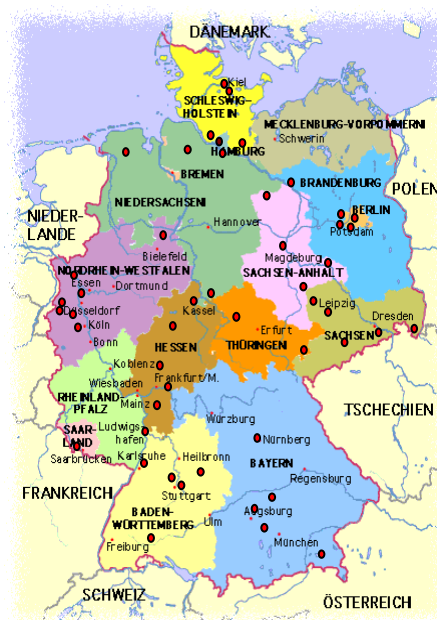 DÄNEMARK
Kiel
SCHLESWIG-
HOLSTEIN
MECKLENBURG-VORPOMMERN
Schwerin
HAMBURG
BREMEN
BRANDENBURG
POLEN
NIEDER-
LANDE
NIEDERSACHSEN
BERLIN
Potsdam
Hannover
Bielefeld
Magdeburg
NORDRHEIN-WESTFALEN
SACHSEN-ANHALT
Essen
Dortmund
Düsseldorf
Kassel
Leipzig
Dresden
Köln
Erfurt
SACHSEN
Bonn
HESSEN
THÜRINGEN
Koblenz
Wiesbaden
Frankfurt/M.
RHEINLAND-
PFALZ
Mainz
TSCHECHIEN
Würzburg
SAAR-
LAND
Ludwigs
hafen
Nürnberg
Saarbrücken
Karlsruhe
Heilbronn
BAYERN
Regensburg
FRANKREICH
Stuttgart
BADEN-
WÜRTTEMBERG
Ulm
Augsburg
München
Freiburg
SCHWEIZ
ÖSTERREICH